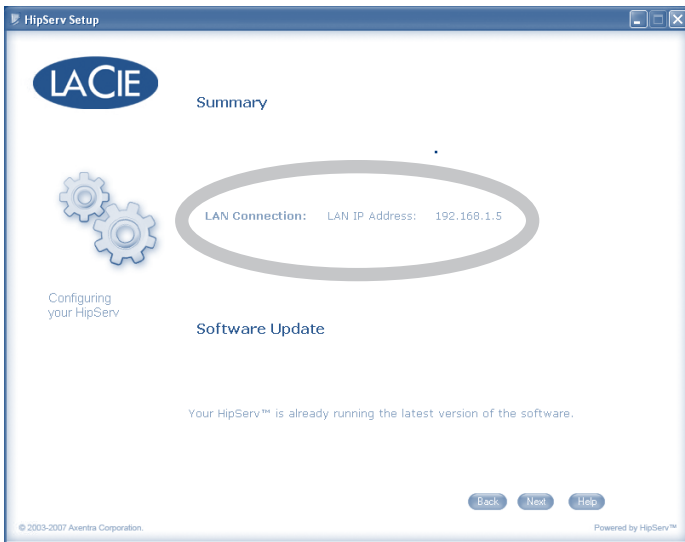 HipServ Setup
LACIE
Summary
LAN Connection: LAN IP Address: 192.168.1.5
Configuring
your HipServ
Software Update
Your HipServ™ is already running the latest version of the software.
Back Next Help
© 2003-2007 Axentra Corporation. Powered by HipServ™